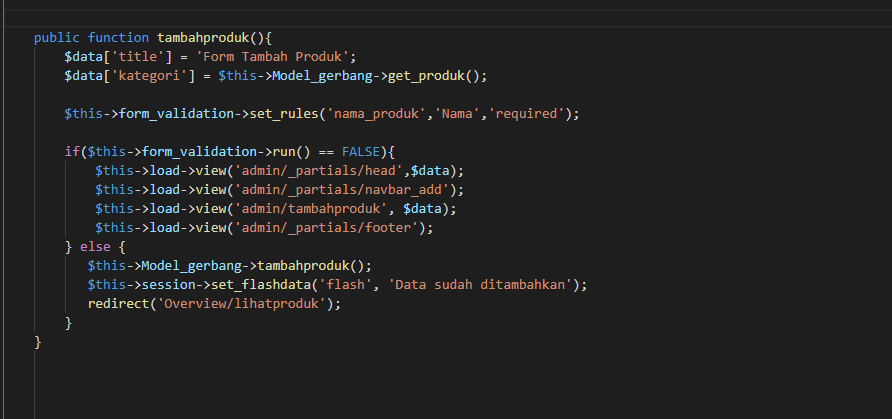 public function tambahproduk(){
$data['title'] = 'Form Tambah Produk';
$data['kategori'] = $this->Model_gerbang->get_produk();
$this->form_validation->set_rules('nama_produk','Nama','required');
if($this->form_validation->run() == FALSE){
$this->load->view('admin/_partials/head',$data);
$this->load->view('admin/_partials/navbar_add');
$this->load->view('admin/tambahproduk', $data);
$this->load->view('admin/_partials/footer');
} else {
$this->Model_gerbang->tambahproduk();
$this->session->set_flashdata('flash', 'Data sudah ditambahkan');
redirect('Overview/lihatproduk');
}
}